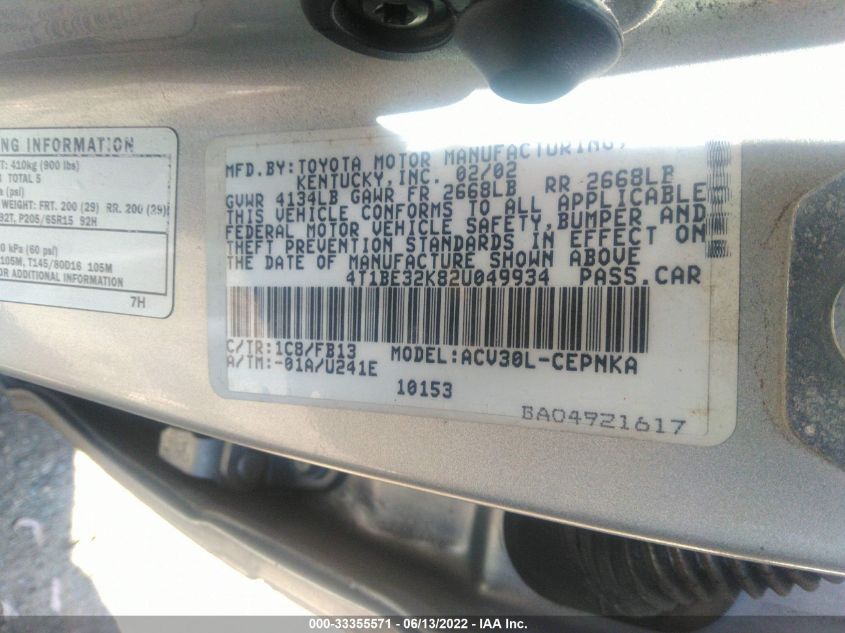 NG INFORMATION
T: 410kg (900 lbs)
TOTAL 5
(psi)
WEIGHT: FRT. 200 (29) RR. 200 (29)
92T, P205/65R15 92H
0 kPa (60 psi)
105M, T145/80D16 105M
OR ADDITIONAL INFORMATION
7H
MFD.BY:TOYOTA MOTOR MANUFACTURING,
KENTUCKY,INC. 02/02
GVWR 4134LB GAWR FR 2668LB RR 2668LB
THIS VEHICLE CONFORMS TO ALL APPLICABLE
FEDERAL MOTOR VEHICLE SAFETY,BUMPER AND
THEFT PREVENTION STANDARDS IN EFFECT ON
THE DATE OF MANUFACTURE SHOWN ABOVE
4T1BE32K82U049934 PASS.CAR
C/TR:1C8/FB13 MODEL:ACV30L-CEPNKA
A/TM:-01A/U241E
10153
BA04921617
000-33355571 - 06/13/2022 - IAA Inc.